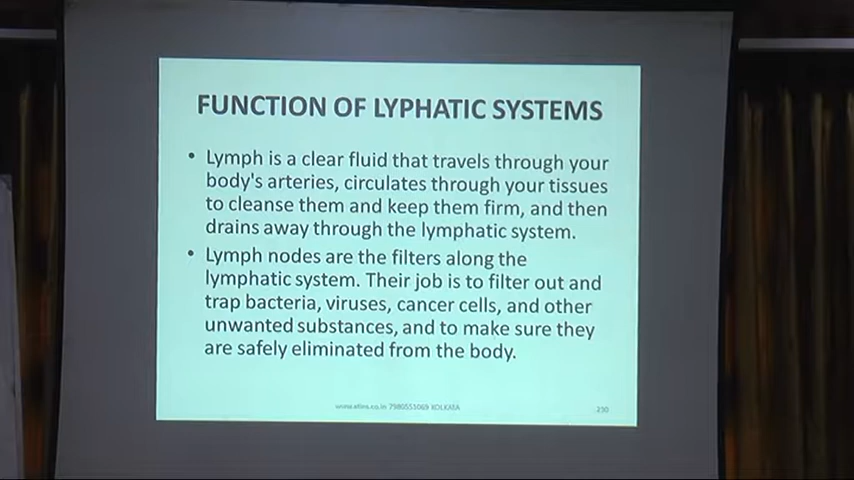 FUNCTION OF LYPHATIC SYSTEMS
• Lymph is a clear fluid that travels through your
body's arteries, circulates through your tissues
to cleanse them and keep them firm, and then
drains away through the lymphatic system.
• Lymph nodes are the filters along the
lymphatic system. Their job is to filter out and
trap bacteria, viruses, cancer cells, and other
unwanted substances, and to make sure they
are safely eliminated from the body.
KOLKATA
230